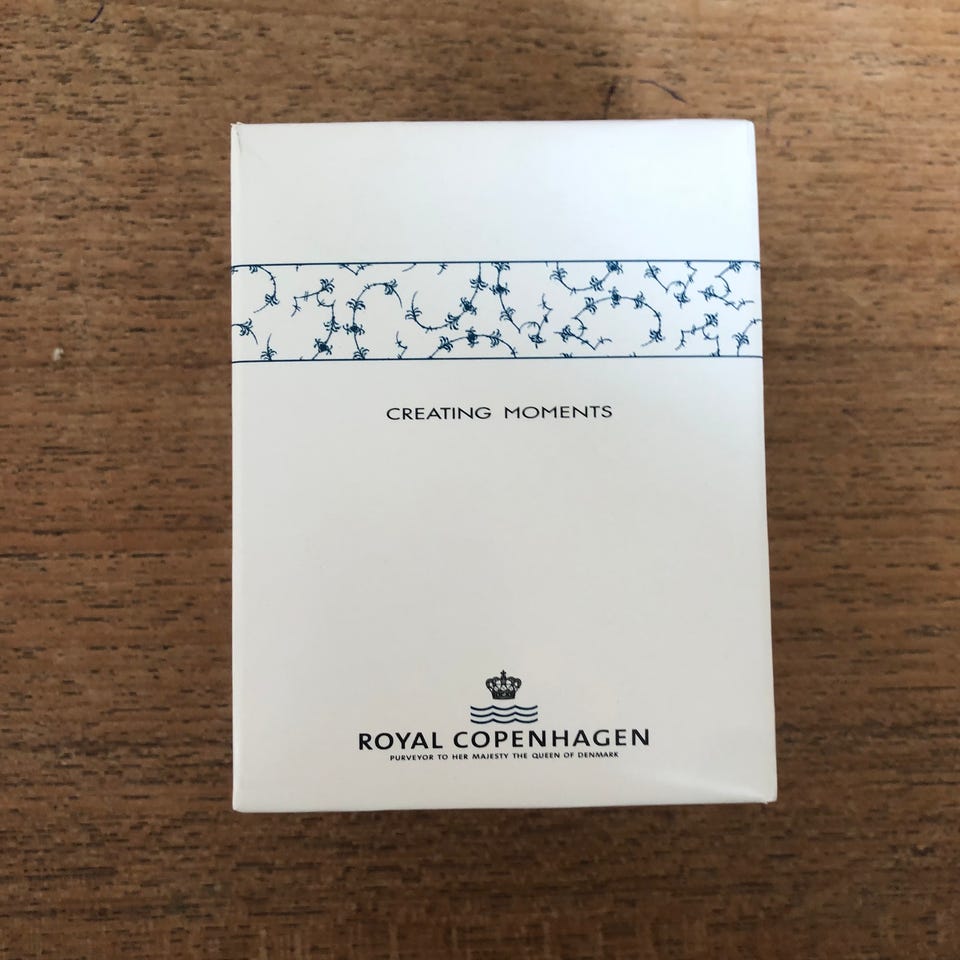 CREATING MOMENTS
ROYAL COPENHAGEN
PURVEYOR TO HER MAJESTY THE QUEEN OF DENMARK